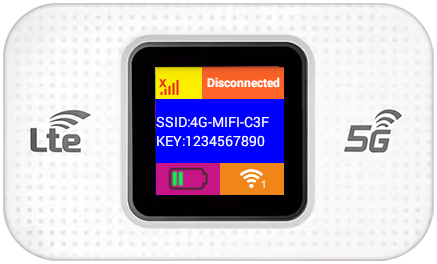 X
Disconnected
SSID:4G-MIFI-C3F
KEY:1234567890
1
Lte
5G